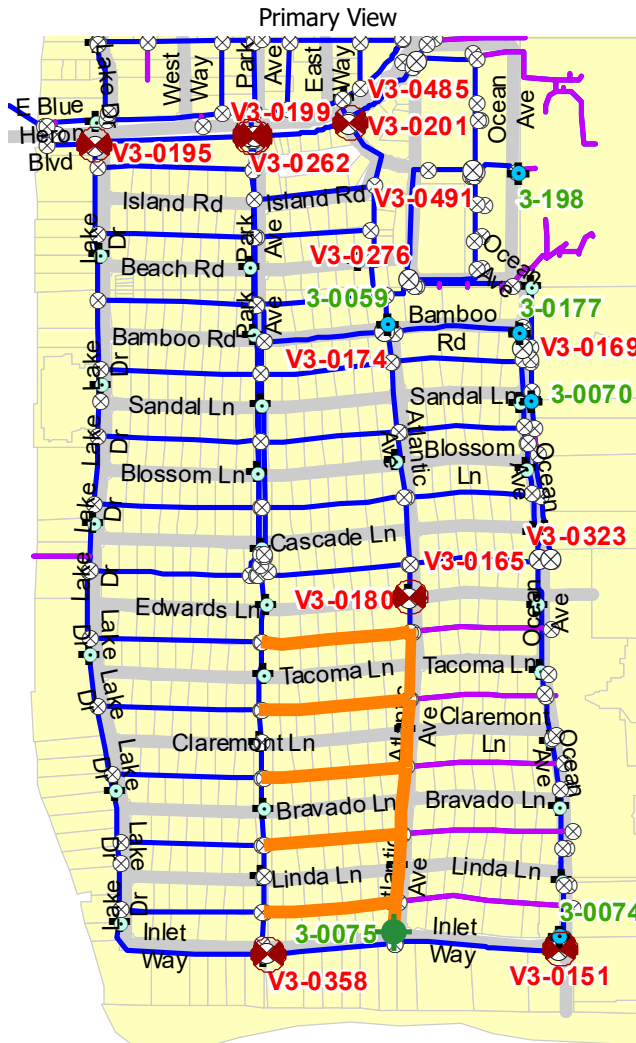 Primary View
Lake Dr
West Way
Park Ave
East Way
V3-0485
E Blue Heron Blvd
V3-0199
V3-0201
Ocean Ave
V3-0195
V3-0262
Island Rd
Island Rd
V3-0491
3-198
Lake Dr
Park Ave
Beach Rd
V3-0276
Ocean Ave
3-0059
3-0177
Bamboo Rd
Park Ave
Bamboo Rd
V3-0169
V3-0174
Lake Dr
Sandal Ln
Sandal Ln
3-0070
Atlantic Ave
Lake Dr
Blossom Ln
Blossom Ln
Ocean Ave
Lake Dr
Cascade Ln
V3-0323
V3-0165
Lake Dr
Edwards Ln
V3-0180
Ocean Ave
Lake Dr
Tacoma Ln
Tacoma Ln
Lake Dr
Claremont Ln
Atlantic Ave
Claremont Ln
Ocean Ave
Lake Dr
Bravado Ln
Bravado Ln
Lake Dr
Linda Ln
Atlantic Ave
Linda Ln
Lake Dr
Inlet Way
3-0075
Inlet Way
3-0074
V3-0358
V3-0151